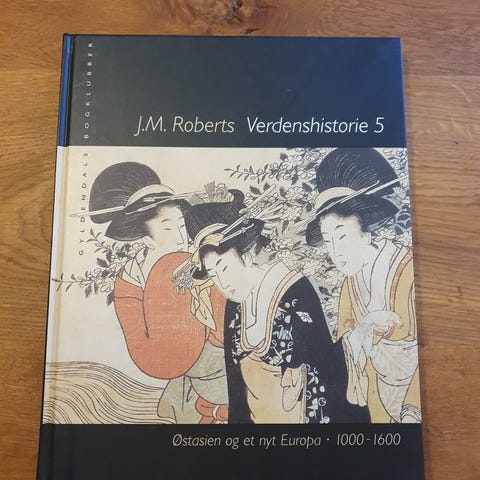 GYLDENDALS BOGKLUBBER
J.M. Roberts Verdenshistorie 5
Østasien og et nyt Europa · 1000-1600